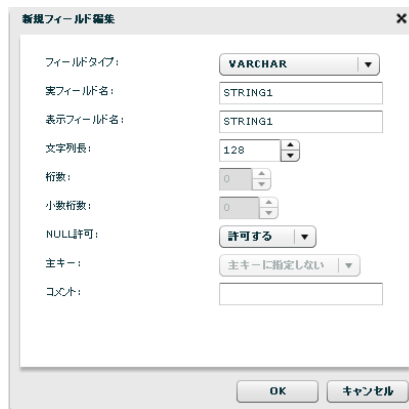 新規フィールド編集
フィールドタイプ: VARCHAR
実フィールド名: STRING1
表示フィールド名: STRING1
文字列長: 128
桁数: 0
小数桁数: 0
NULL許可: 許可する
主キー: 主キーに指定しない
コメント:
OK キャンセル